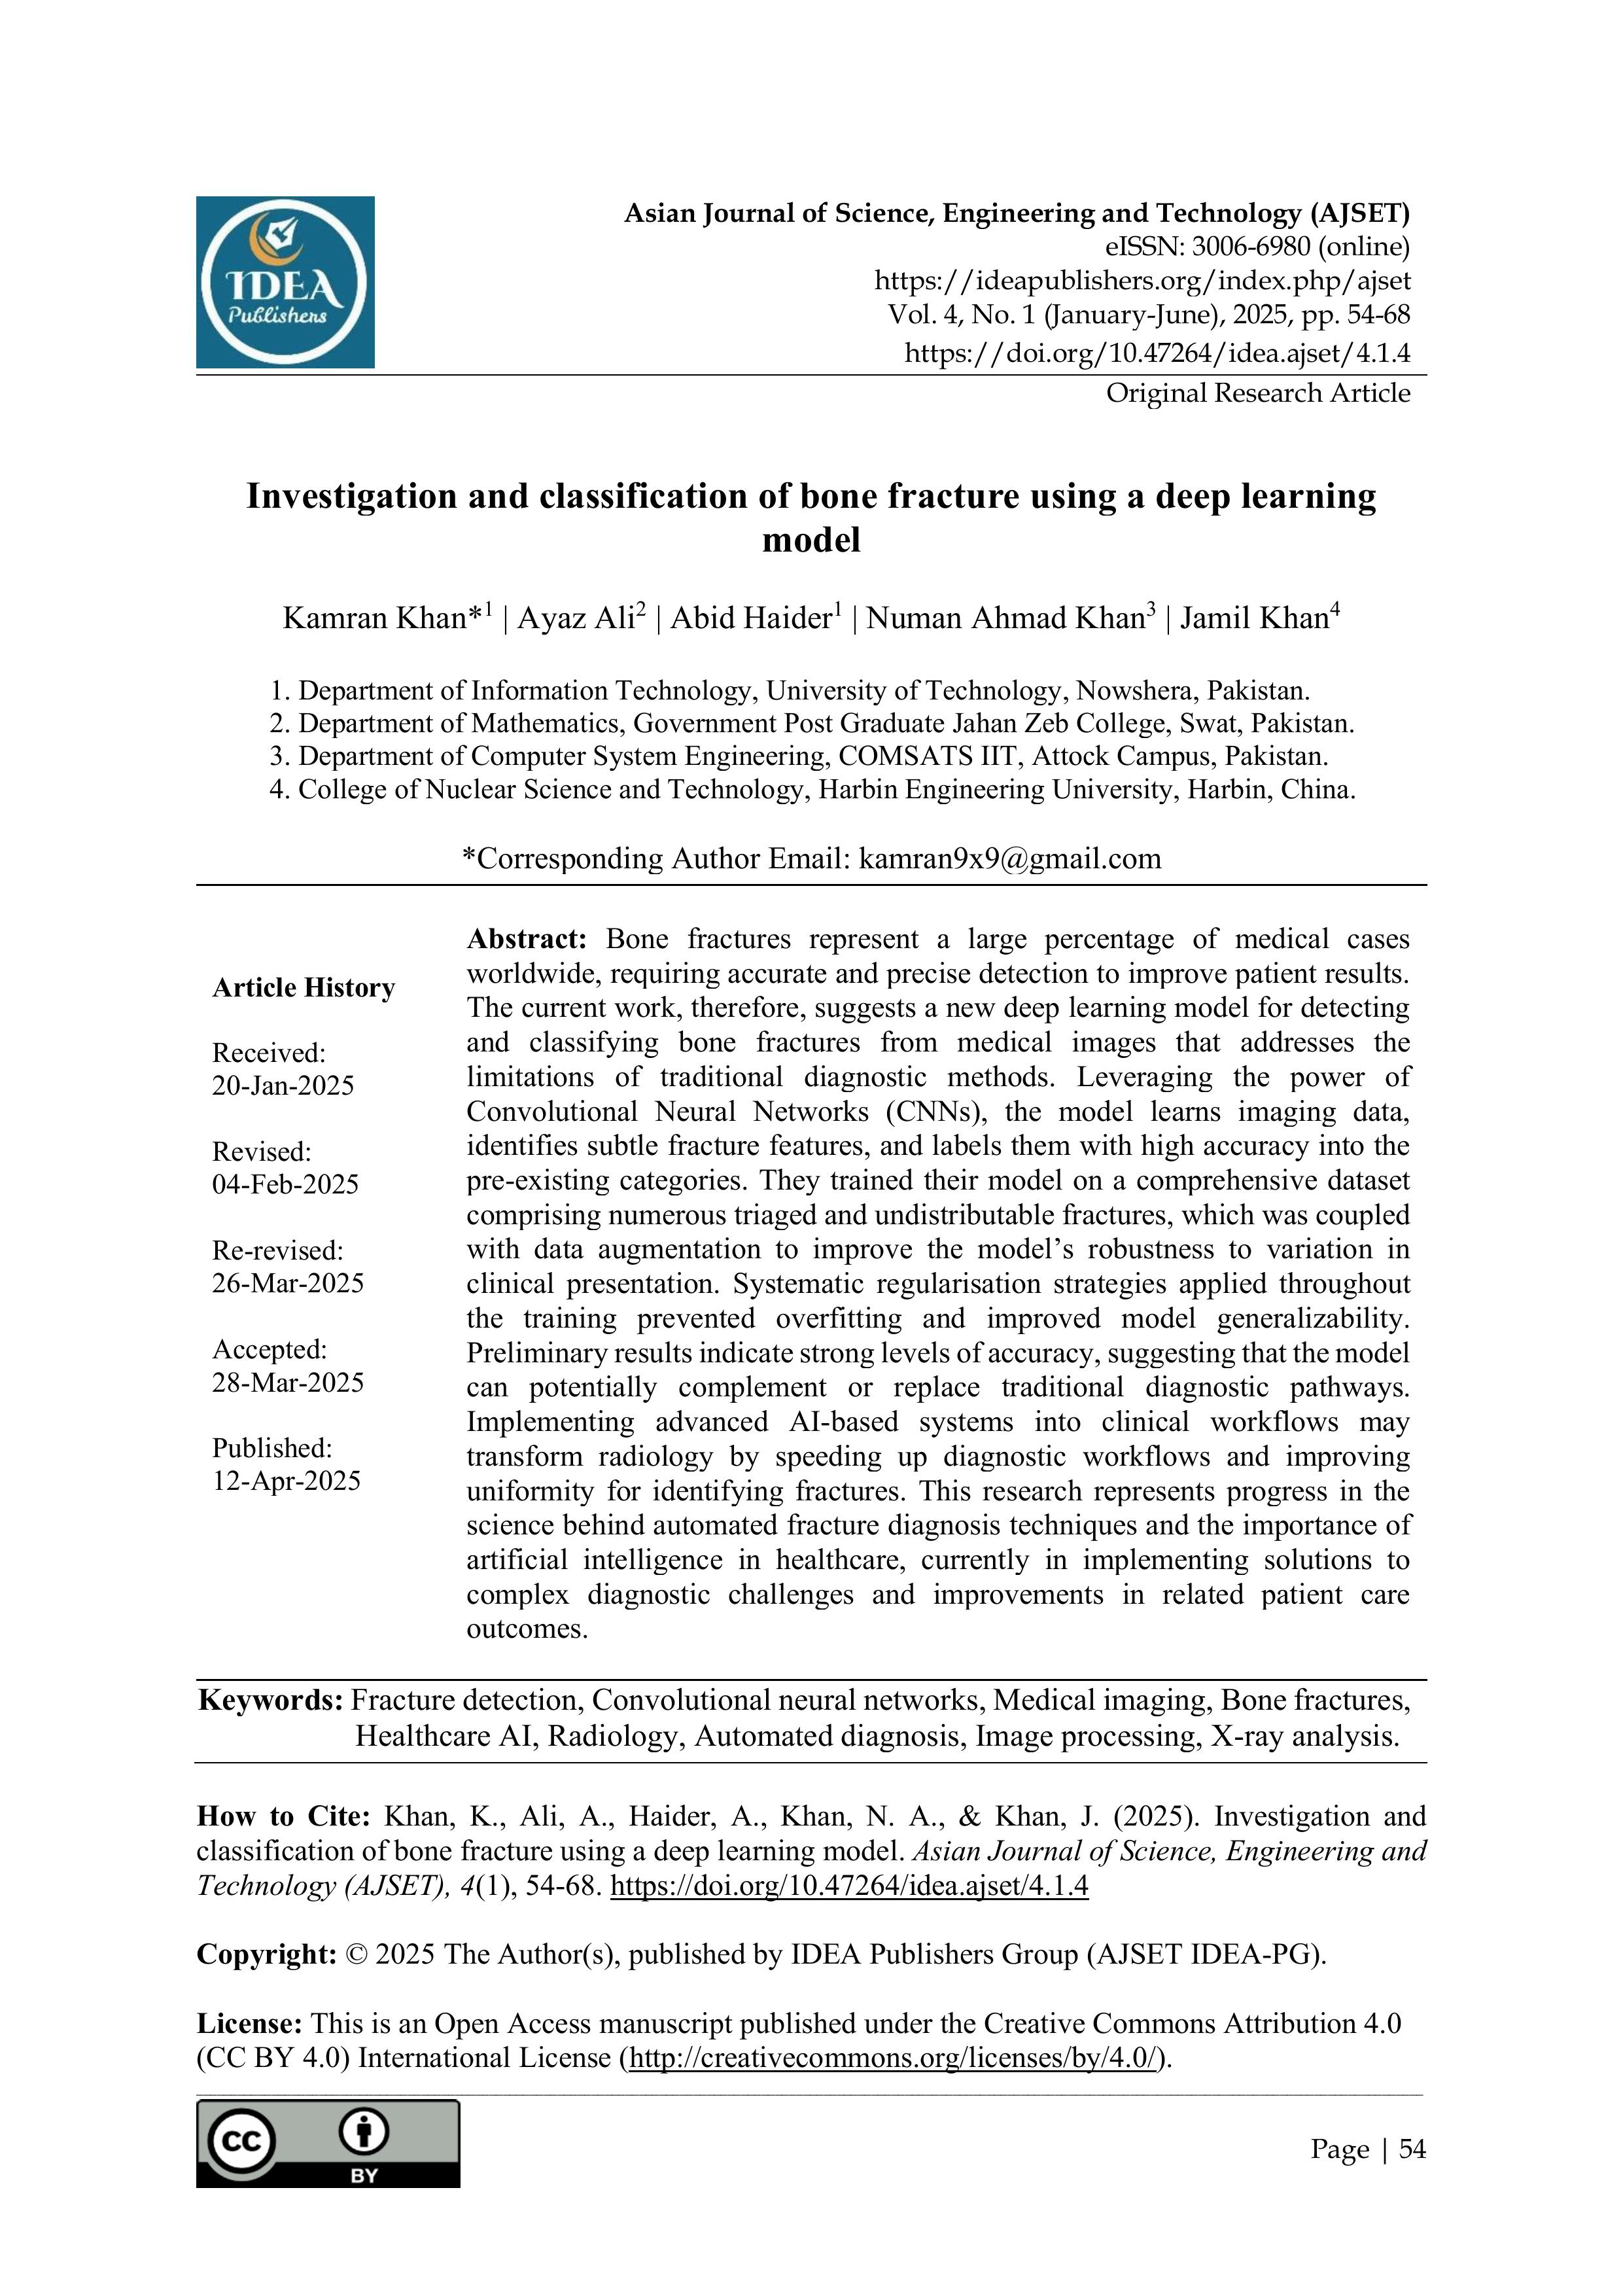 IDEA
Publishers
Asian Journal of Science, Engineering and Technology (AJSET)
eISSN: 3006-6980 (online)
https://ideapublishers.org/index.php/ajset
Vol. 4, No. 1 (January-June), 2025, pp. 54-68
https://doi.org/10.47264/idea.ajset/4.1.4
Original Research Article
Investigation and classification of bone fracture using a deep learning
model
Kamran Khan*1 | Ayaz Ali2 | Abid Haider1 | Numan Ahmad Khan3 | Jamil Khan4
1. Department of Information Technology, University of Technology, Nowshera, Pakistan.
2. Department of Mathematics, Government Post Graduate Jahan Zeb College, Swat, Pakistan.
3. Department of Computer System Engineering, COMSATS IIT, Attock Campus, Pakistan.
4. College of Nuclear Science and Technology, Harbin Engineering University, Harbin, China.
*Corresponding Author Email: kamran9x9@gmail.com
Article History
Received:
20-Jan-2025
Revised:
04-Feb-2025
Re-revised:
26-Mar-2025
Accepted:
28-Mar-2025
Published:
12-Apr-2025
Abstract: Bone fractures represent a large percentage of medical cases
worldwide, requiring accurate and precise detection to improve patient results.
The current work, therefore, suggests a new deep learning model for detecting
and classifying bone fractures from medical images that addresses the
limitations of traditional diagnostic methods. Leveraging the power of
Convolutional Neural Networks (CNNs), the model learns imaging data,
identifies subtle fracture features, and labels them with high accuracy into the
pre-existing categories. They trained their model on a comprehensive dataset
comprising numerous triaged and undistributable fractures, which was coupled
with data augmentation to improve the model’s robustness to variation in
clinical presentation. Systematic regularisation strategies applied throughout
the training prevented overfitting and improved model generalizability.
Preliminary results indicate strong levels of accuracy, suggesting that the model
can potentially complement or replace traditional diagnostic pathways.
Implementing advanced AI-based systems into clinical workflows may
transform radiology by speeding up diagnostic workflows and improving
uniformity for identifying fractures. This research represents progress in the
science behind automated fracture diagnosis techniques and the importance of
artificial intelligence in healthcare, currently in implementing solutions to
complex diagnostic challenges and improvements in related patient care
outcomes.
Keywords: Fracture detection, Convolutional neural networks, Medical imaging, Bone fractures,
Healthcare AI, Radiology, Automated diagnosis, Image processing, X-ray analysis.
How to Cite: Khan, K., Ali, A., Haider, A., Khan, N. A., & Khan, J. (2025). Investigation and
classification of bone fracture using a deep learning model. Asian Journal of Science, Engineering and
Technology (AJSET), 4(1), 54-68. https://doi.org/10.47264/idea.ajset/4.1.4
Copyright: © 2025 The Author(s), published by IDEA Publishers Group (AJSET IDEA-PG).
License: This is an Open Access manuscript published under the Creative Commons Attribution 4.0
(CC BY 4.0) International License (http://creativecommons.org/licenses/by/4.0/).
cc
BY
Page | 54